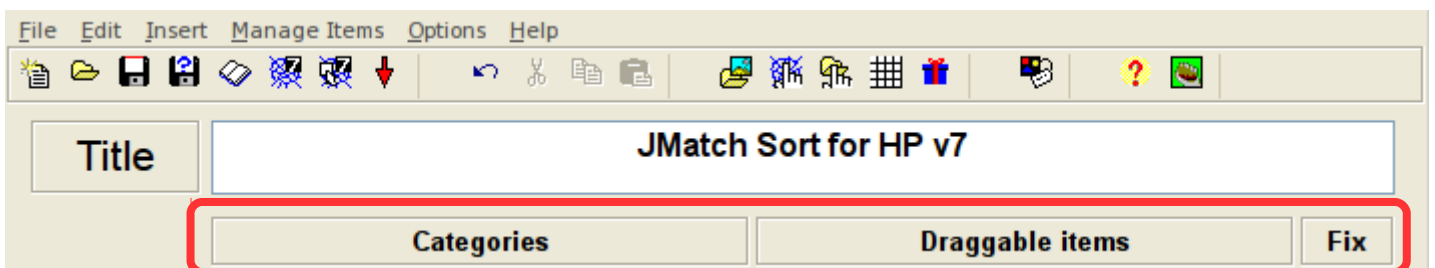 File Edit Insert Manage Items Options Help
Title
JMatch Sort for HP v7
Categories Draggable items Fix